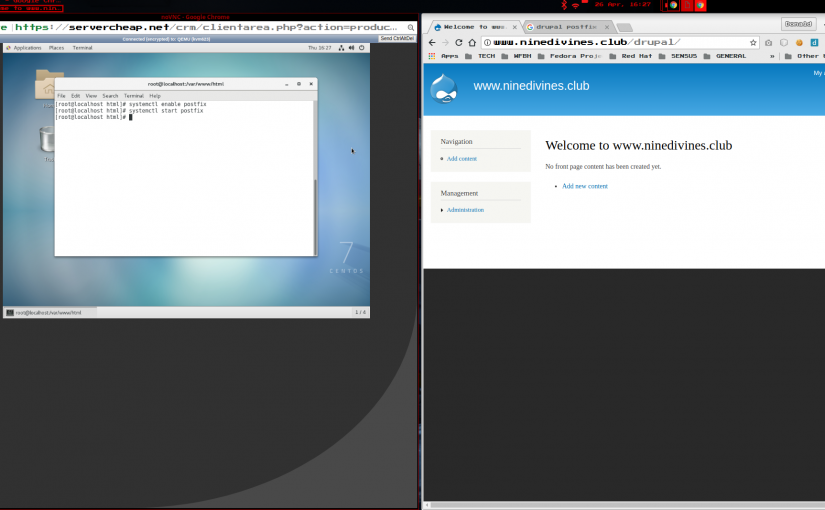 noVNC - Google Chrome
26 Apr, 16:27
https://servercheap.net/crm/clientarea.php?action=produc...
Connected (encrypted) to: QEMU
Send CtrlAltDel
Applications Places Terminal
Thu 16:27
root@localhost:/var/www/html
File Edit View Search Terminal Help
[root@localhost html]# systemctl enable postfix
[root@localhost html]# systemctl start postfix
[root@localhost html]#
7
CENTOS
root@localhost:/var/www/html
1 / 4
Welcome to www.
drupal postfix
Donald
www.ninedivines.club/drupal/
Apps TECH WFBH Fedora Proje Red Hat SENSUS GENERAL » Other
My
www.ninedivines.club
Navigation
Add content
Management
Administration
Welcome to www.ninedivines.club
No front page content has been created yet.
Add new content